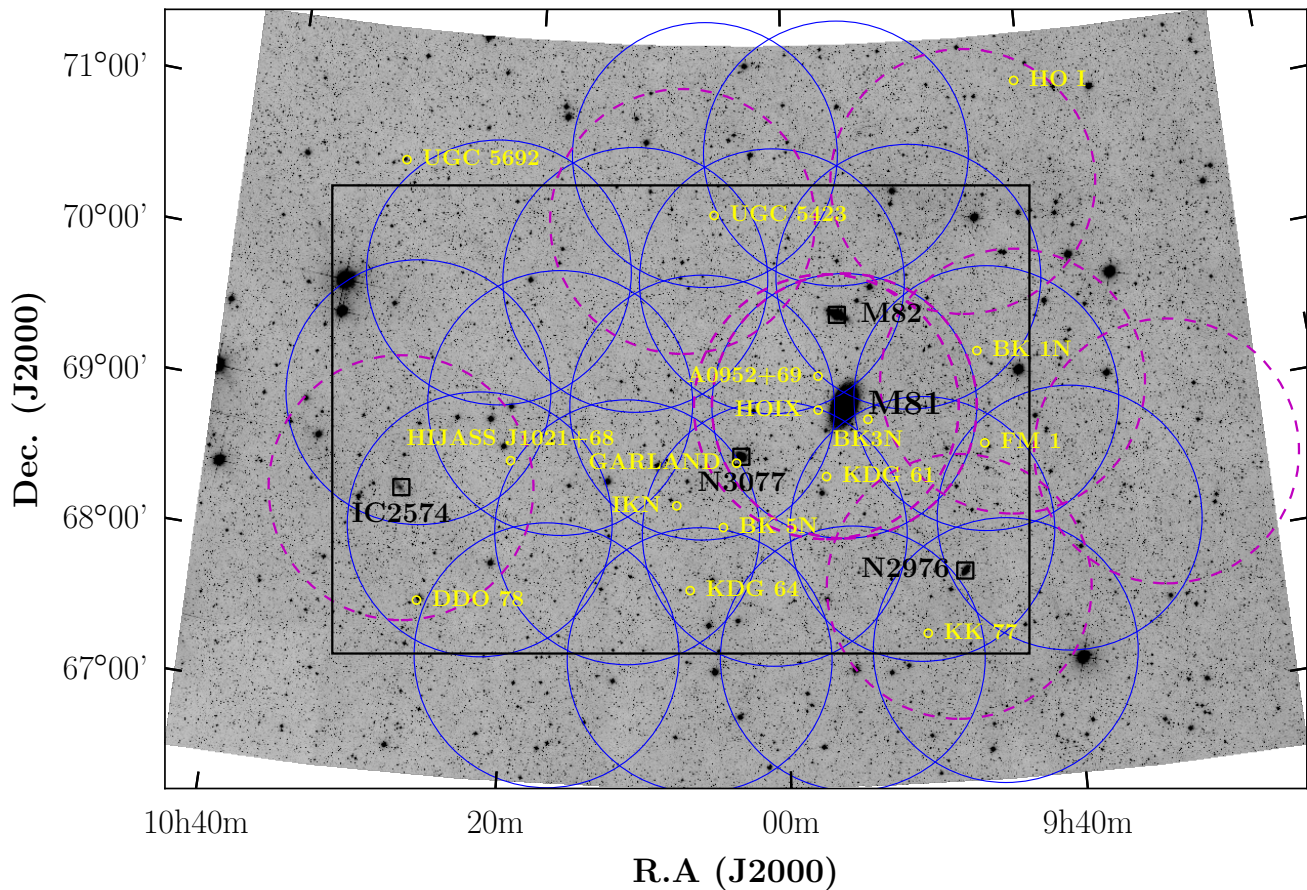 71°00'
HO I
UGC 5692
70°00'
UGC 5423
M82
69°00'
BK 1N
A0952+69
M81
HOIX
BK3N
HIJASS J1021+68
FM 1
GARLAND
N3077
KDG 61
IC2574
IKN
68°00'
BK 5N
N2976
KDG 64
DDO 78
KK 77
67°00'
Dec. (J2000)
10h40m 20m 00m 9h40m
R.A (J2000)